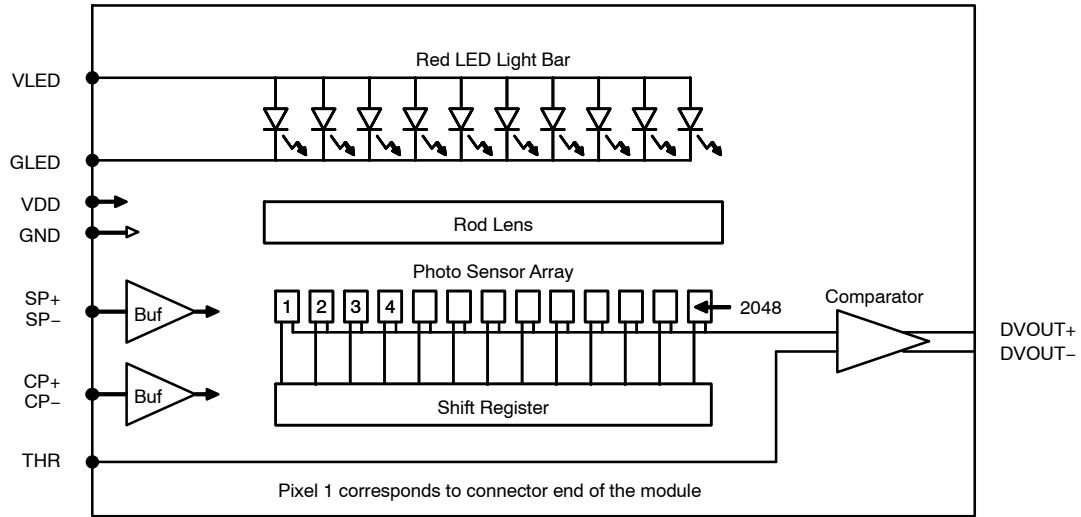 Red LED Light Bar
VLED
GLED
VDD
GND
Rod Lens
Photo Sensor Array
SP+
SP−
Buf
1 2 3 4
2048
Comparator
DVOUT+
DVOUT−
CP+
CP−
Buf
Shift Register
THR
Pixel 1 corresponds to connector end of the module